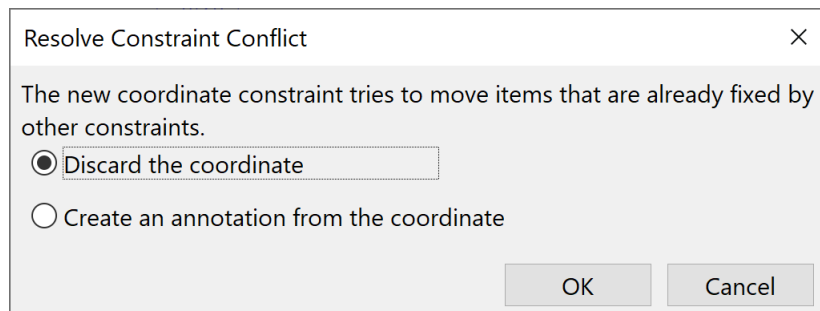 Resolve Constraint Conflict
The new coordinate constraint tries to move items that are already fixed by
other constraints.
Discard the coordinate
Create an annotation from the coordinate
OK Cancel